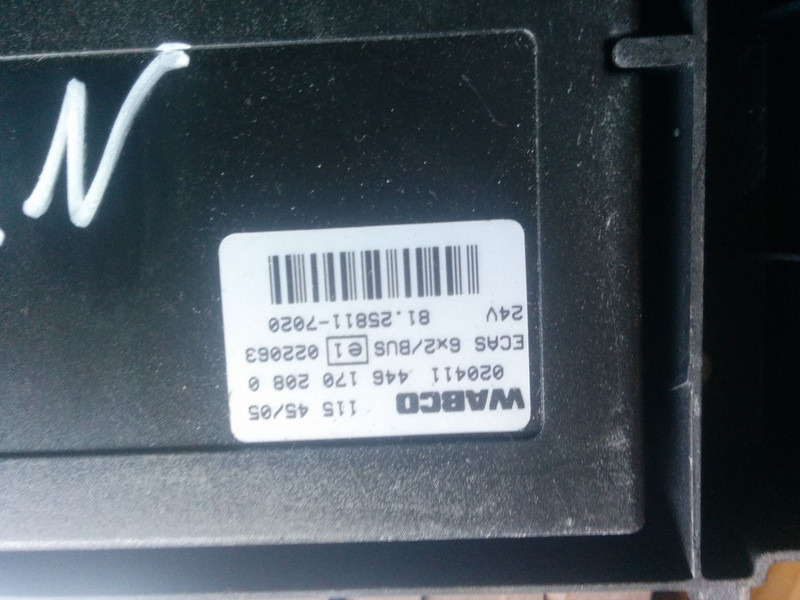 WABCO 115 45/05
020411 446 170 208 0
ECAS 6x2/BUS e1 022063
24V 81.25811-7020
N